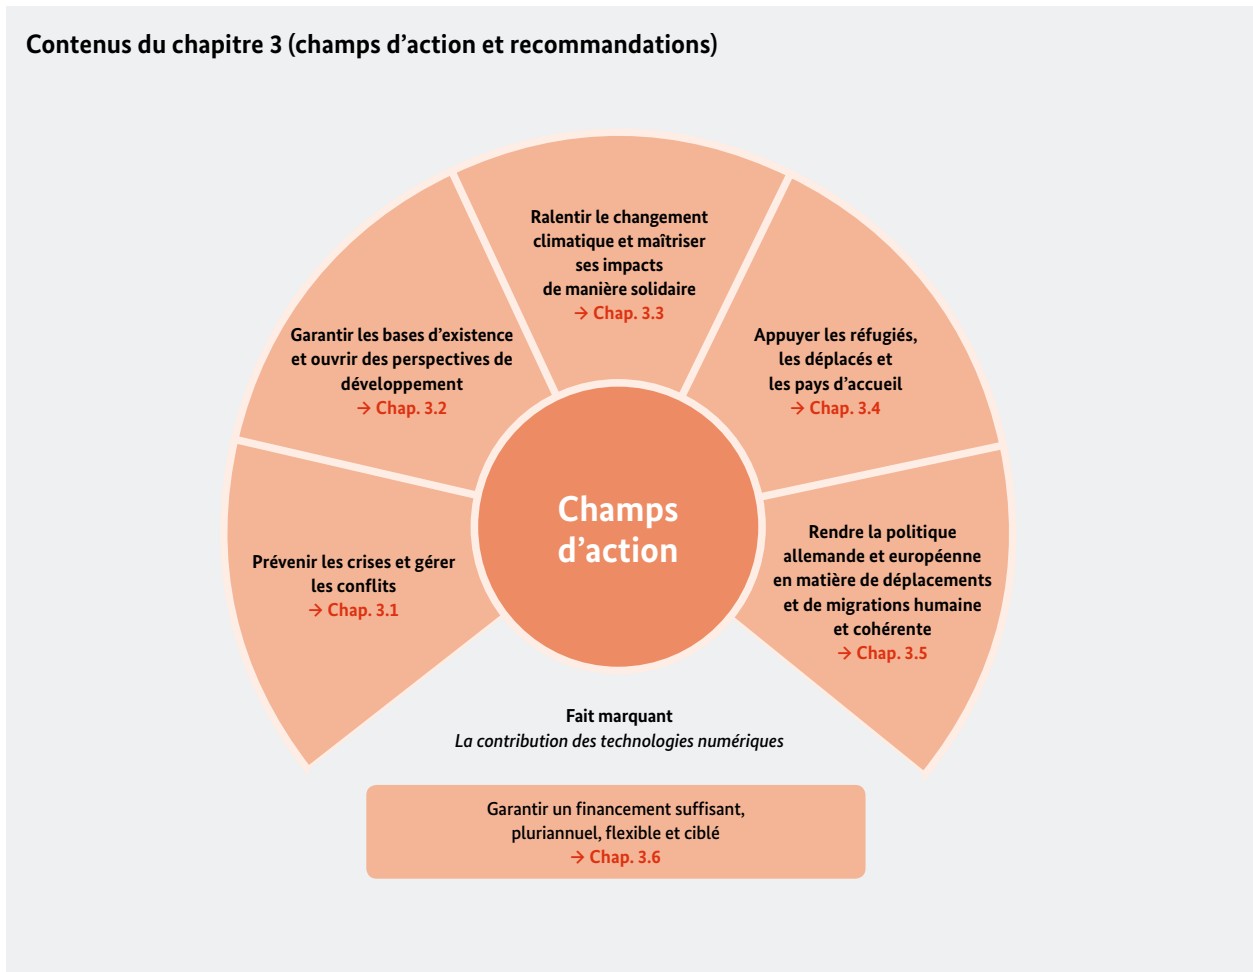 Contenus du chapitre 3 (champs d’action et recommandations)
Ralentir le changement
climatique et maîtriser
ses impacts
de manière solidaire
→ Chap. 3.3
Garantir les bases d’existence
et ouvrir des perspectives de
développement
→ Chap. 3.2
Appuyer les réfugiés,
les déplacés et
les pays d’accueil
→ Chap. 3.4
Champs
d’action
Prévenir les crises et gérer
les conflits
→ Chap. 3.1
Rendre la politique
allemande et européenne
en matière de déplacements
et de migrations humaine
et cohérente
→ Chap. 3.5
Fait marquant
La contribution des technologies numériques
Garantir un financement suffisant,
pluriannuel, flexible et ciblé
→ Chap. 3.6